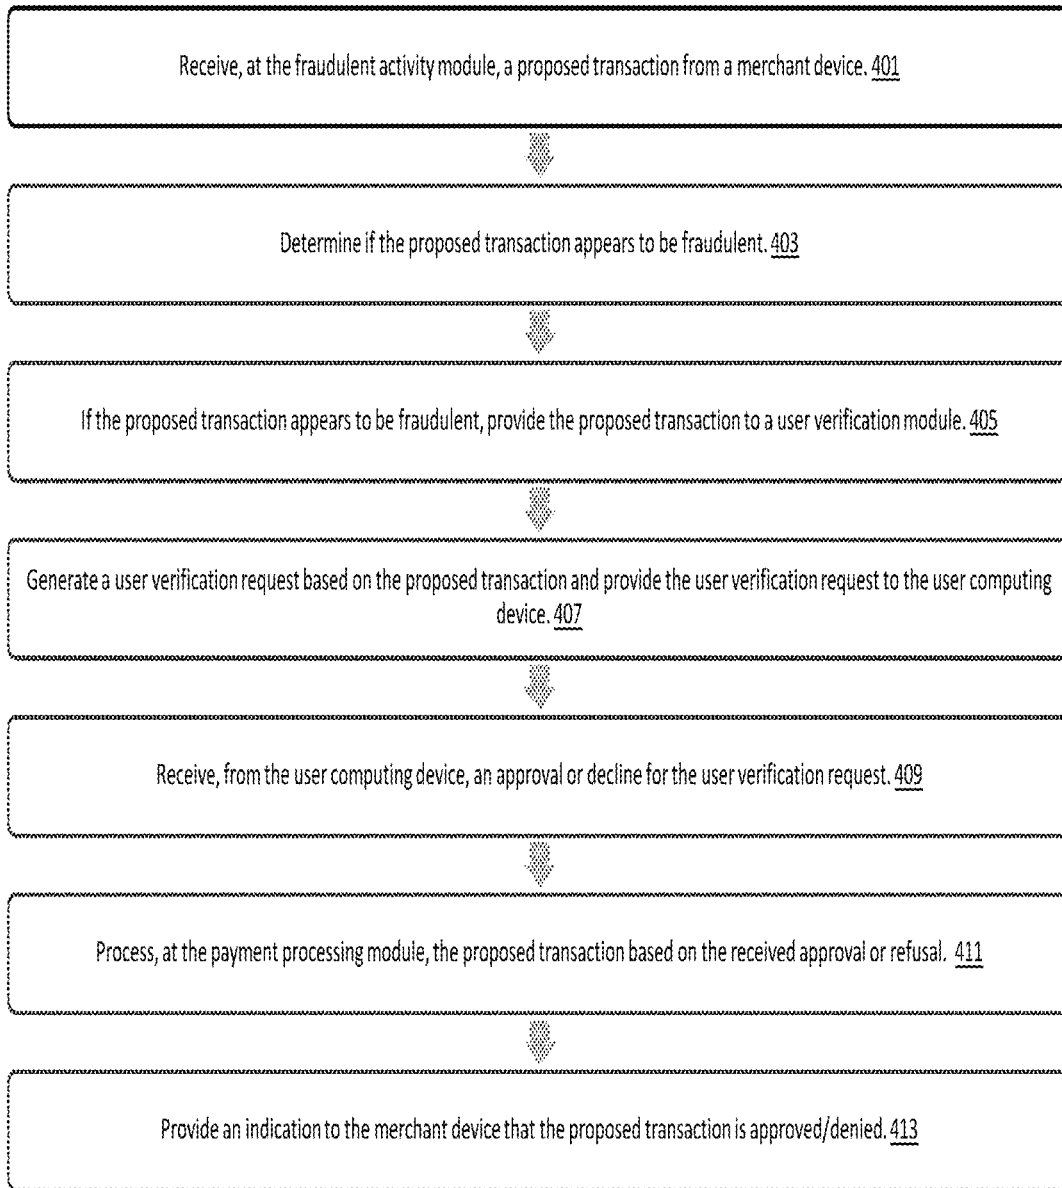 Receive, at the fraudulent activity module, a proposed transaction from a merchant device. 401
Determine if the proposed transaction appears to be fraudulent. 403
If the proposed transaction appears to be fraudulent, provide the proposed transaction to a user verification module. 405
Generate a user verification request based on the proposed transaction and provide the user verification request to the user computing
device. 407
Receive, from the user computing device, an approval or decline for the user verification request. 409
Process, at the payment processing module, the proposed transaction based on the received approval or refusal. 411
Provide an indication to the merchant device that the proposed transaction is approved/denied. 413